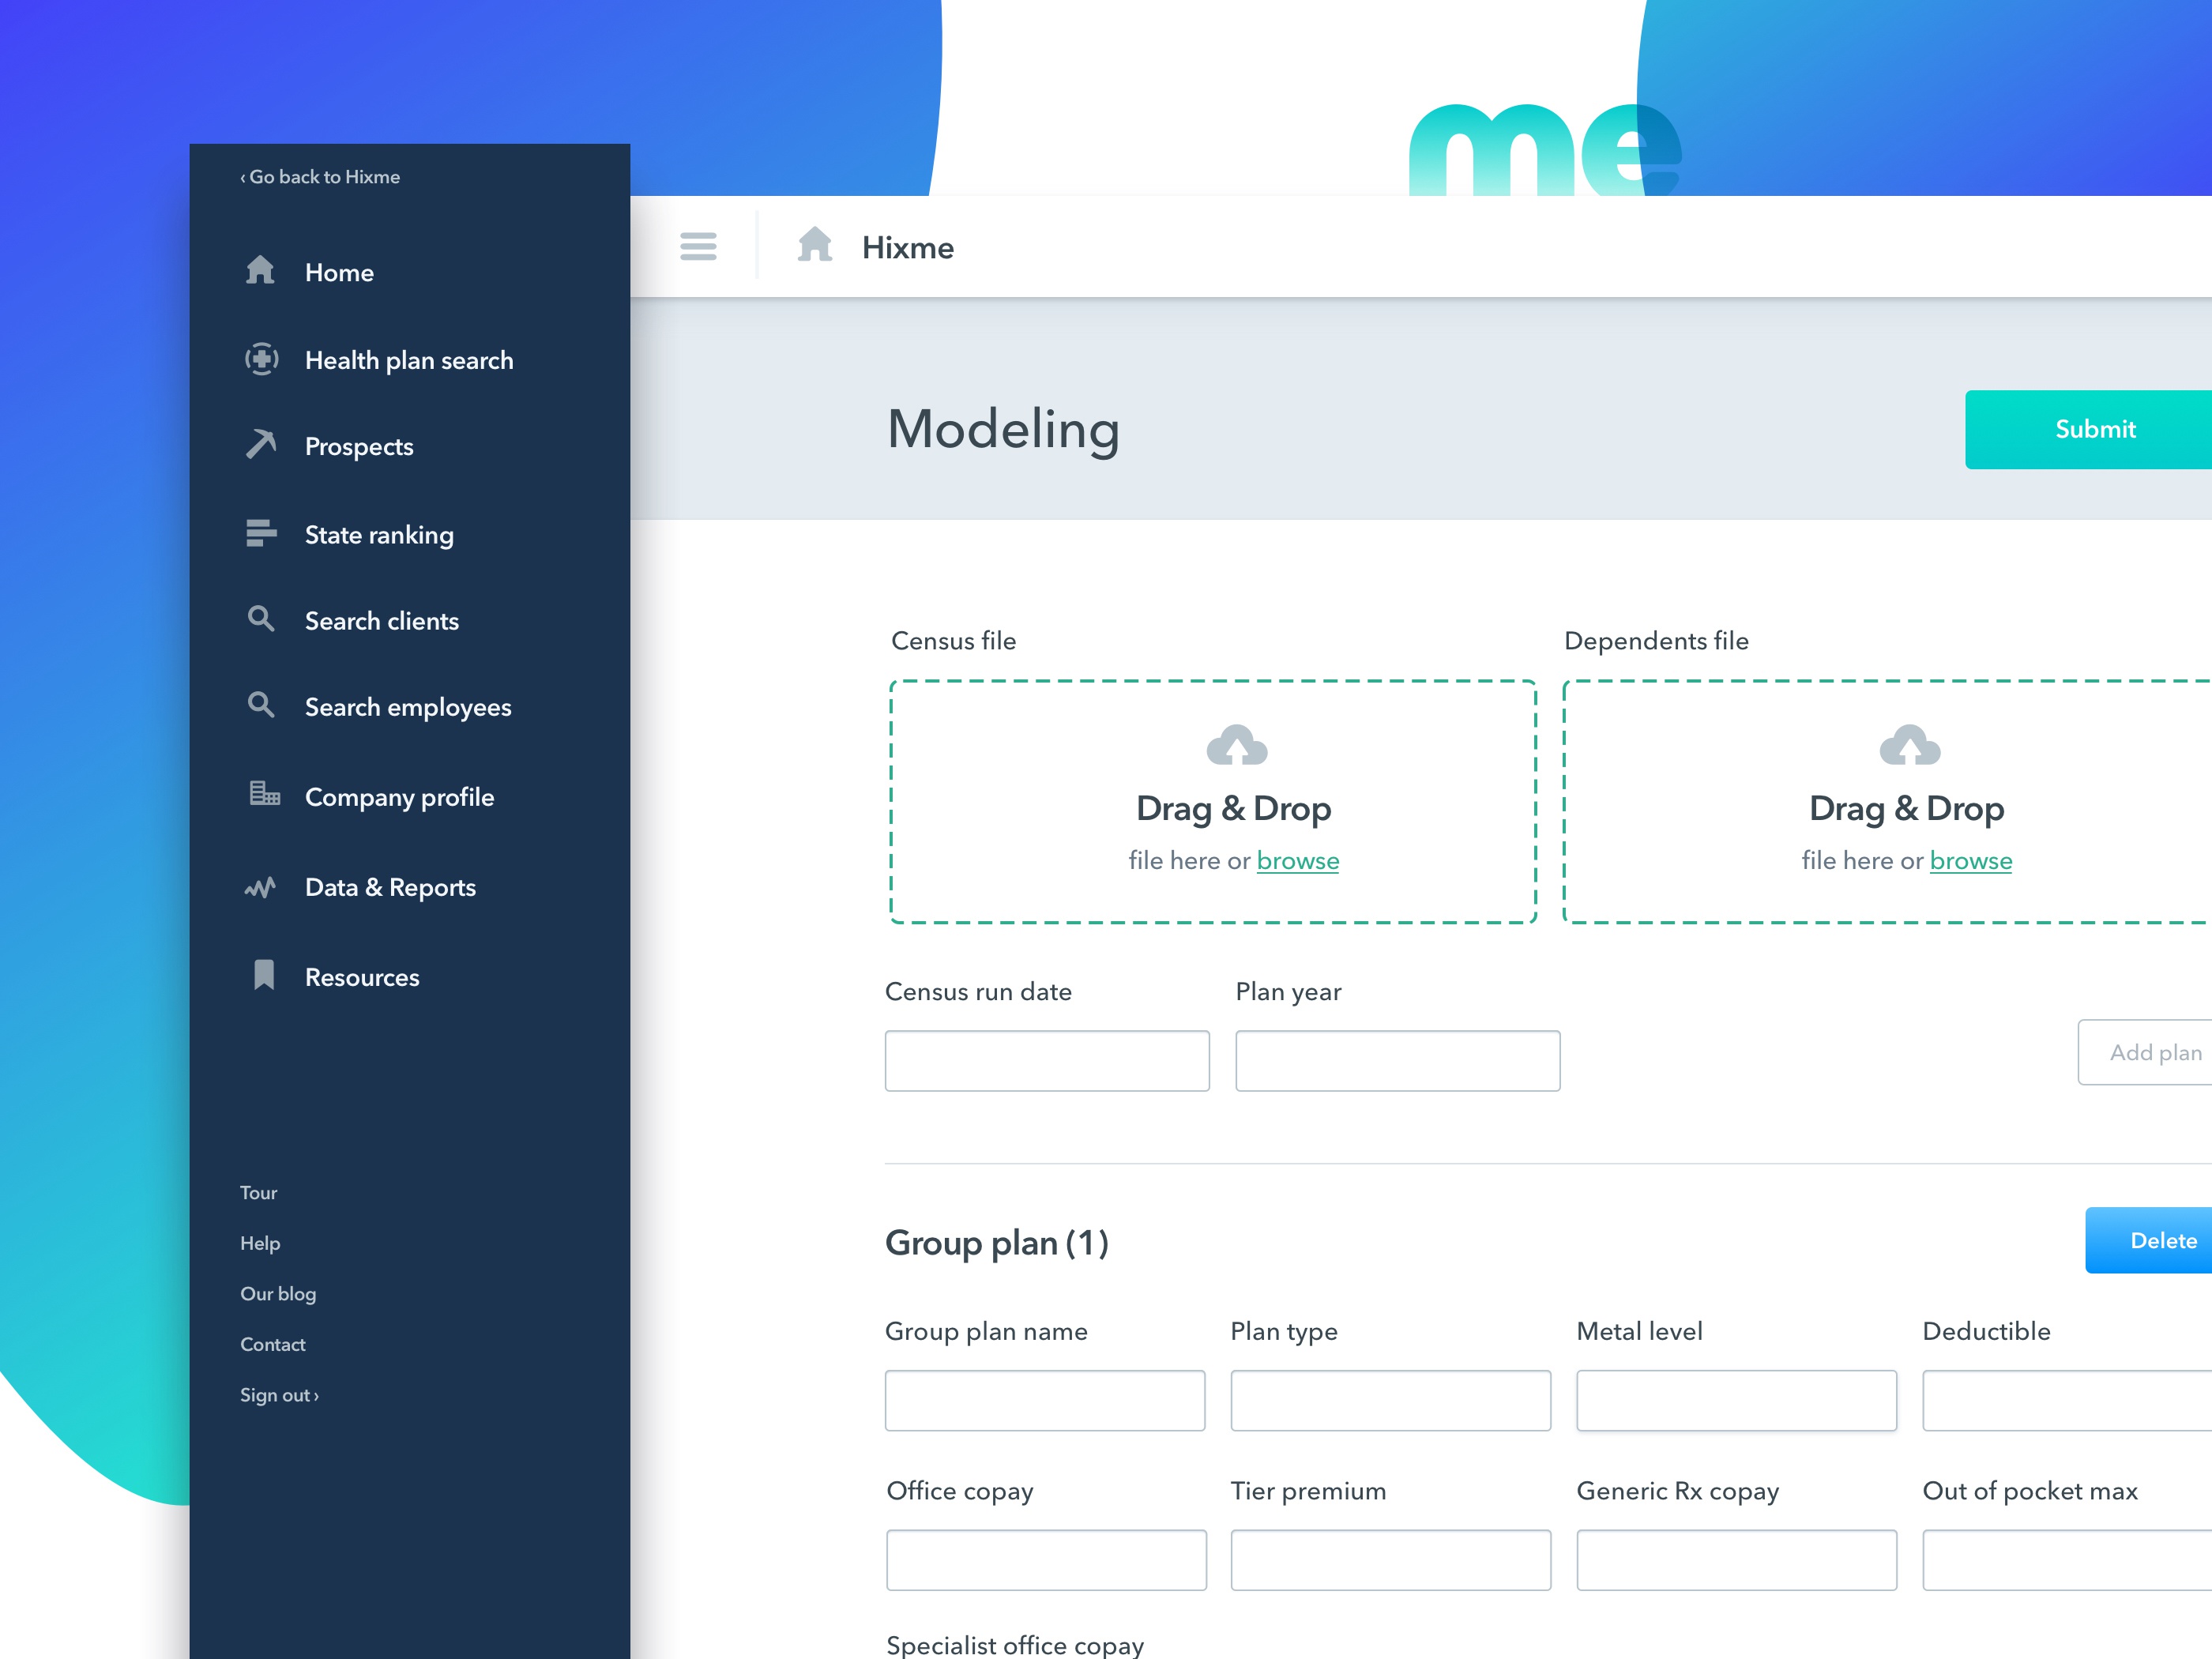 me
‹ Go back to Hixme
Home
Health plan search
Prospects
State ranking
Search clients
Search employees
Company profile
Data & Reports
Resources
Tour
Help
Our blog
Contact
Sign out ›
Hixme
Modeling
Submit
Census file
Dependents file
Drag & Drop
file here or browse
Drag & Drop
file here or browse
Census run date
Plan year
Add plan
Group plan (1)
Delete
Group plan name
Plan type
Metal level
Deductible
Office copay
Tier premium
Generic Rx copay
Out of pocket max
Specialist office copay